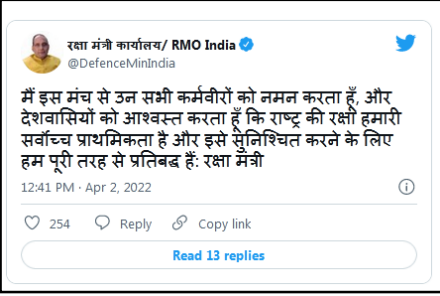 रक्षा मंत्री कार्यालय/ RMO India
@DefenceMinIndia
मैं इस मंच से उन सभी कर्मवीरों को नमन करता हूँ, और
देशवासियों को आश्वस्त करता हूँ कि राष्ट्र की रक्षा हमारी
सर्वोच्च प्राथमिकता है और इसे सुनिश्चित करने के लिए
हम पूरी तरह से प्रतिबद्ध हैं: रक्षा मंत्री
12:41 PM · Apr 2, 2022
254 Reply Copy link
Read 13 replies